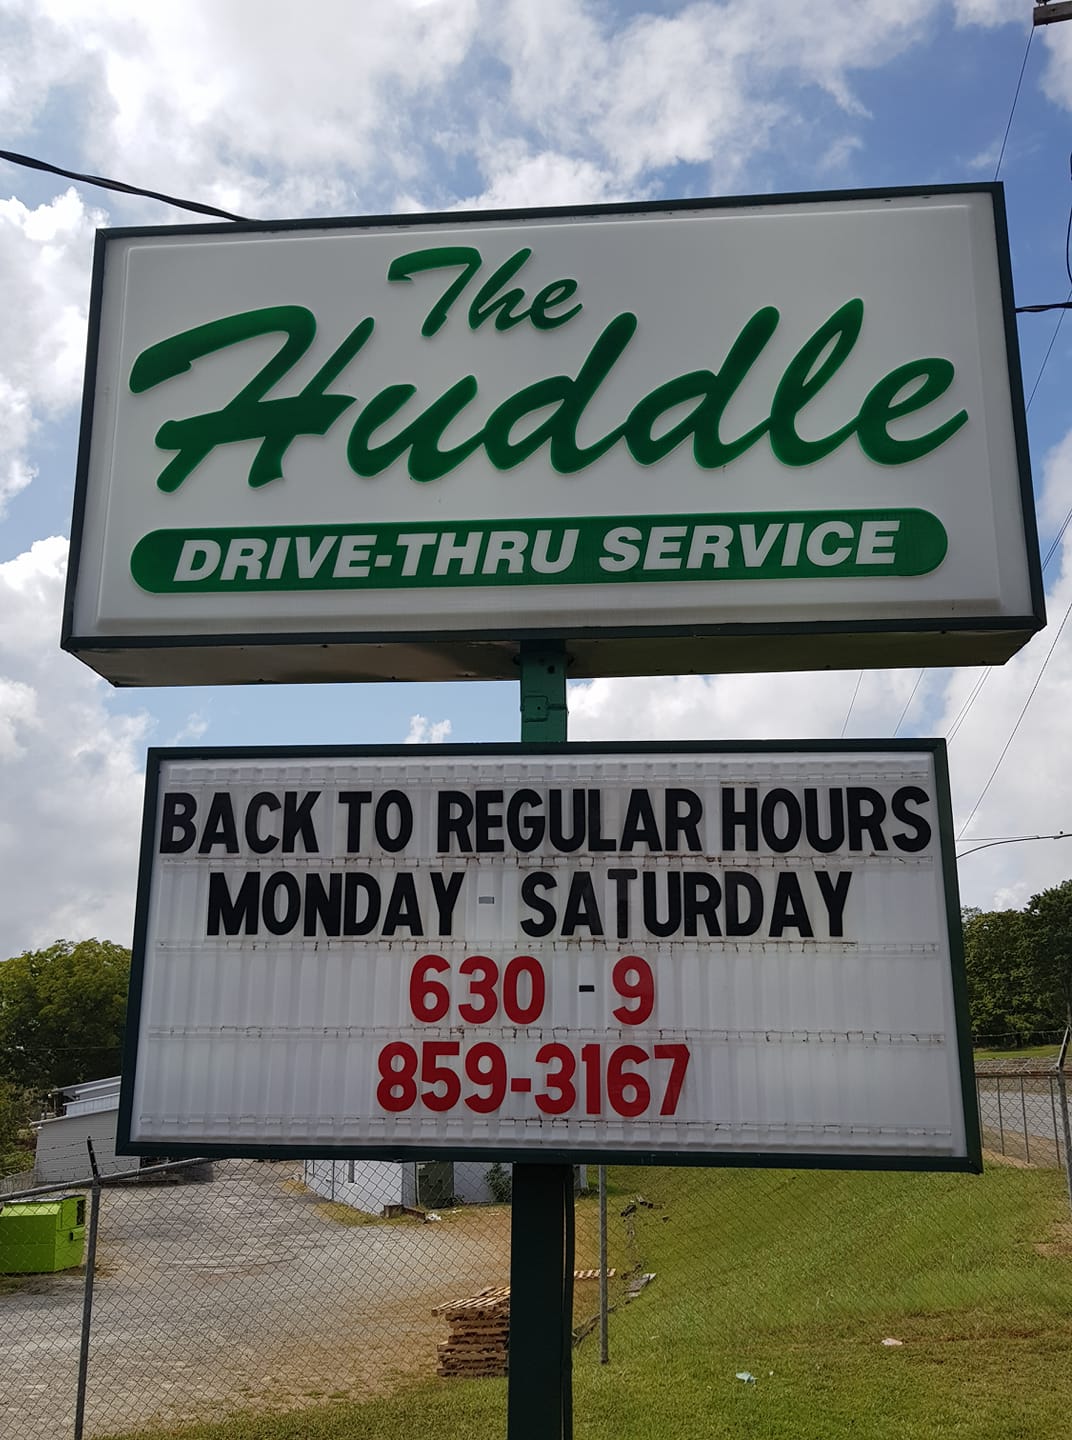 The
Huddle
DRIVE-THRU SERVICE
BACK TO REGULAR HOURS
MONDAY - SATURDAY
630 - 9
859-3167